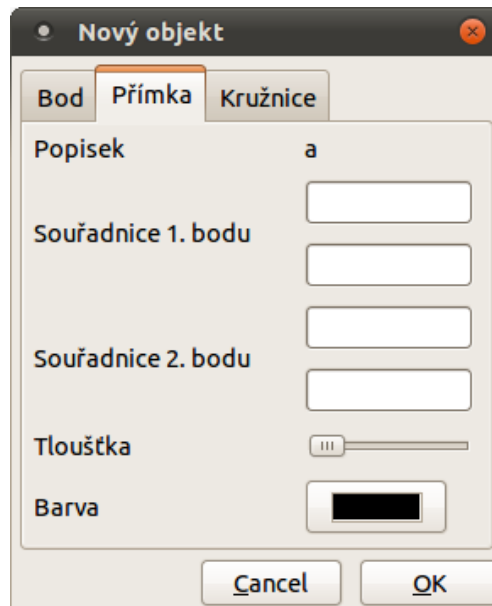 Nový objekt
Bod Přímka Kružnice
Popisek a
Souřadnice 1. bodu
Souřadnice 2. bodu
Tloušťka
Barva
Cancel OK